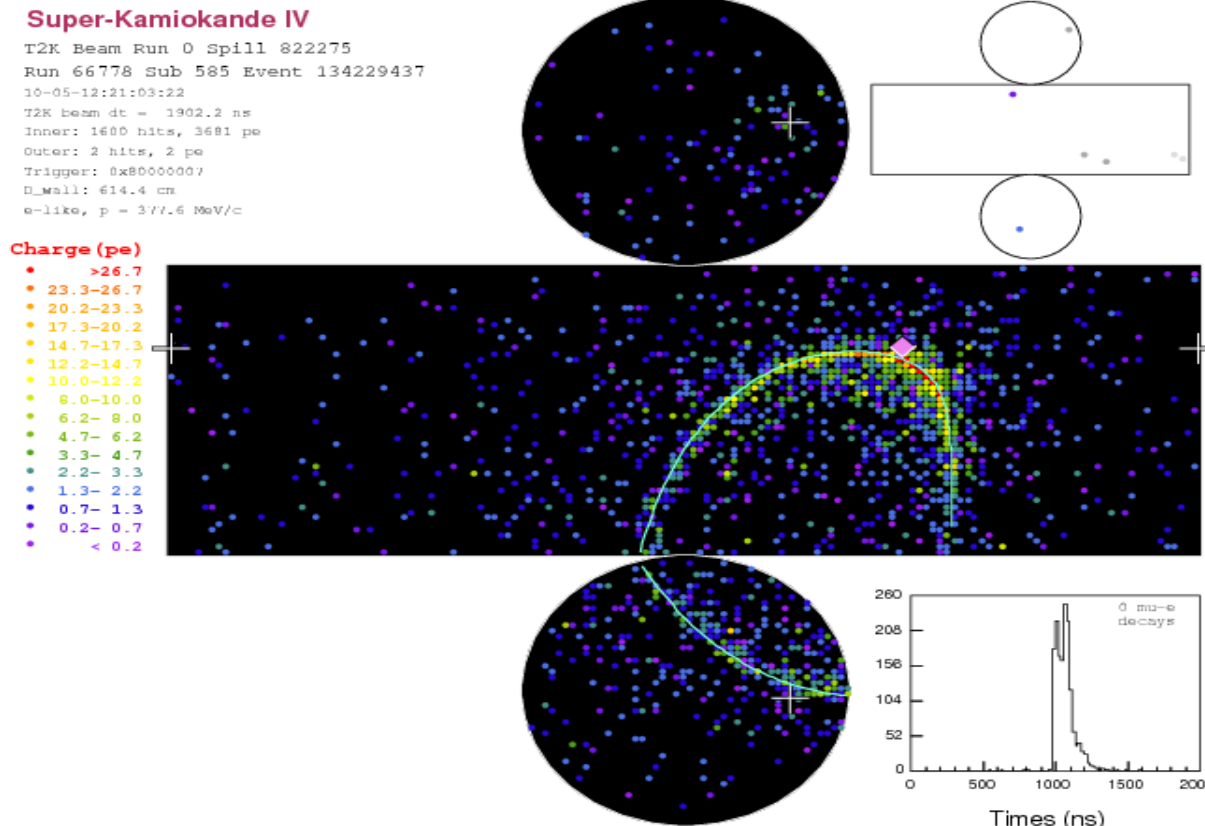 Super-Kamiokande IV
T2K Beam Run 0 Spill 822275
Run 66778 Sub 585 Event 134229437
10-05-12:21:03:22
T2K beam dt = 1902.2 ns
Inner: 1600 hits, 3681 pe
Outer: 2 hits, 2 pe
Trigger: 0x80000007
D_wall: 614.4 cm
e-like, p = 377.6 MeV/c
Charge(pe)
>26.7
23.3-26.7
20.2-23.3
17.3-20.2
14.7-17.3
12.2-14.7
10.0-12.2
8.0-10.0
6.2- 8.0
4.7- 6.2
3.3- 4.7
2.2- 3.3
1.3- 2.2
0.7- 1.3
0.2- 0.7
< 0.2
0 mu-e
decays
260
208
156
104
52
0
0 500 1000 1500 200
Times (ns)